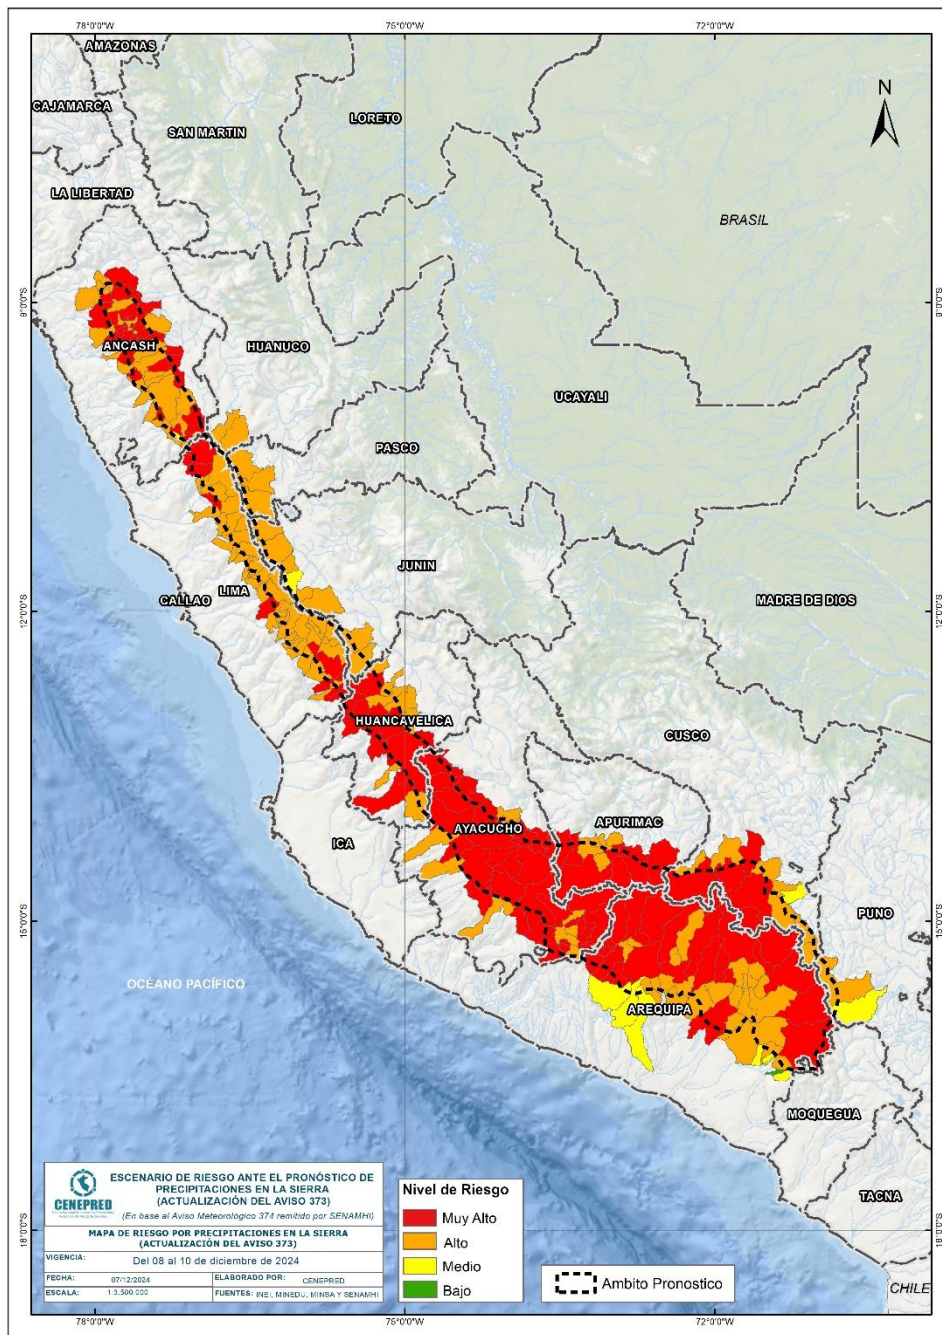 78°0'0"W 75°0'0"W 72°0'0"W
AMAZONAS
CAJAMARCA
LORETO
SAN MARTIN
N
LA LIBERTAD
BRASIL
9°0'0"S 9°0'0"S
ANCASH
HUANUCO
UCAYALI
PASCO
JUNIN
LIMA
CALLAO
MADRE DE DIOS
12°0'0"S 12°0'0"S
HUANCAVELICA
CUSCO
APURIMAC
AYACUCHO
ICA
PUNO
15°0'0"S 15°0'0"S
OCÉANO PACÍFICO
AREQUIPA
MOQUEGUA
TACNA
CHILE
18°0'0"S 18°0'0"S
CENEPRED
ESCENARIO DE RIESGO ANTE EL PRONÓSTICO DE
PRECIPITACIONES EN LA SIERRA
(ACTUALIZACIÓN DEL AVISO 373)
(En base al Aviso Meteorológico 374 remitido por SENAMHI)
MAPA DE RIESGO POR PRECIPITACIONES EN LA SIERRA
(ACTUALIZACIÓN DEL AVISO 373)
VIGENCIA: Del 08 al 10 de diciembre de 2024
FECHA: 07/12/2024 ELABORADO POR: CENEPRED
ESCALA: 1:3,500,000 FUENTES: INEI, MINEDU, MINSA Y SENAMHI
Nivel de Riesgo
Muy Alto
Alto
Medio
Bajo
Ambito Pronostico
78°0'0"W 75°0'0"W 72°0'0"W